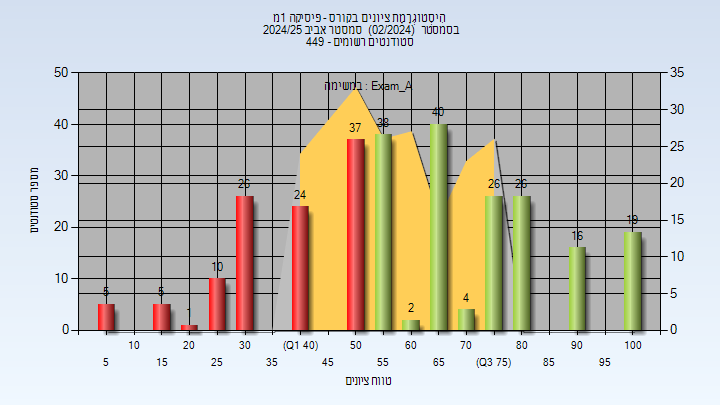 היסטוגרמת ציונים בקורס - פיסיקה 1מ
בסמסטר (02/2024) סמסטר אביב 2024/25
סטודנטים רשומים - 449
במשימה : Exam_A
50 40 30 20 10 0
35 30 25 20 15 10 5 0
מספר סטודנטים
5 5 1 10 26 24 37 38 2 40 4 26 26 16 19
10 20 30 (Q1 40) 50 60 70 80 90 100
5 15 25 35 45 55 65 (Q3 75) 85 95
טווח ציונים